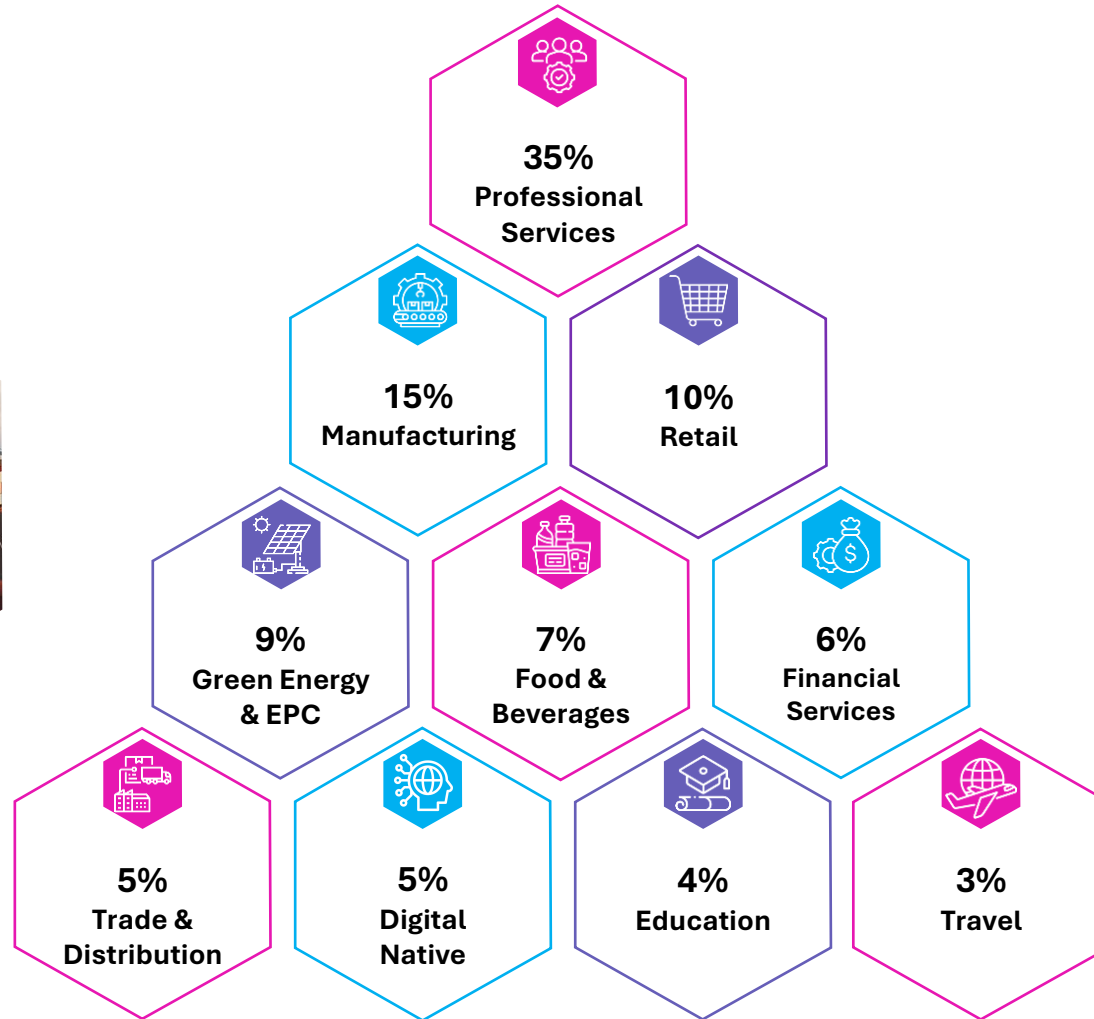 35%
Professional
Services
15%
Manufacturing
10%
Retail
9%
Green Energy
& EPC
7%
Food &
Beverages
6%
Financial
Services
5%
Trade &
Distribution
5%
Digital
Native
4%
Education
3%
Travel